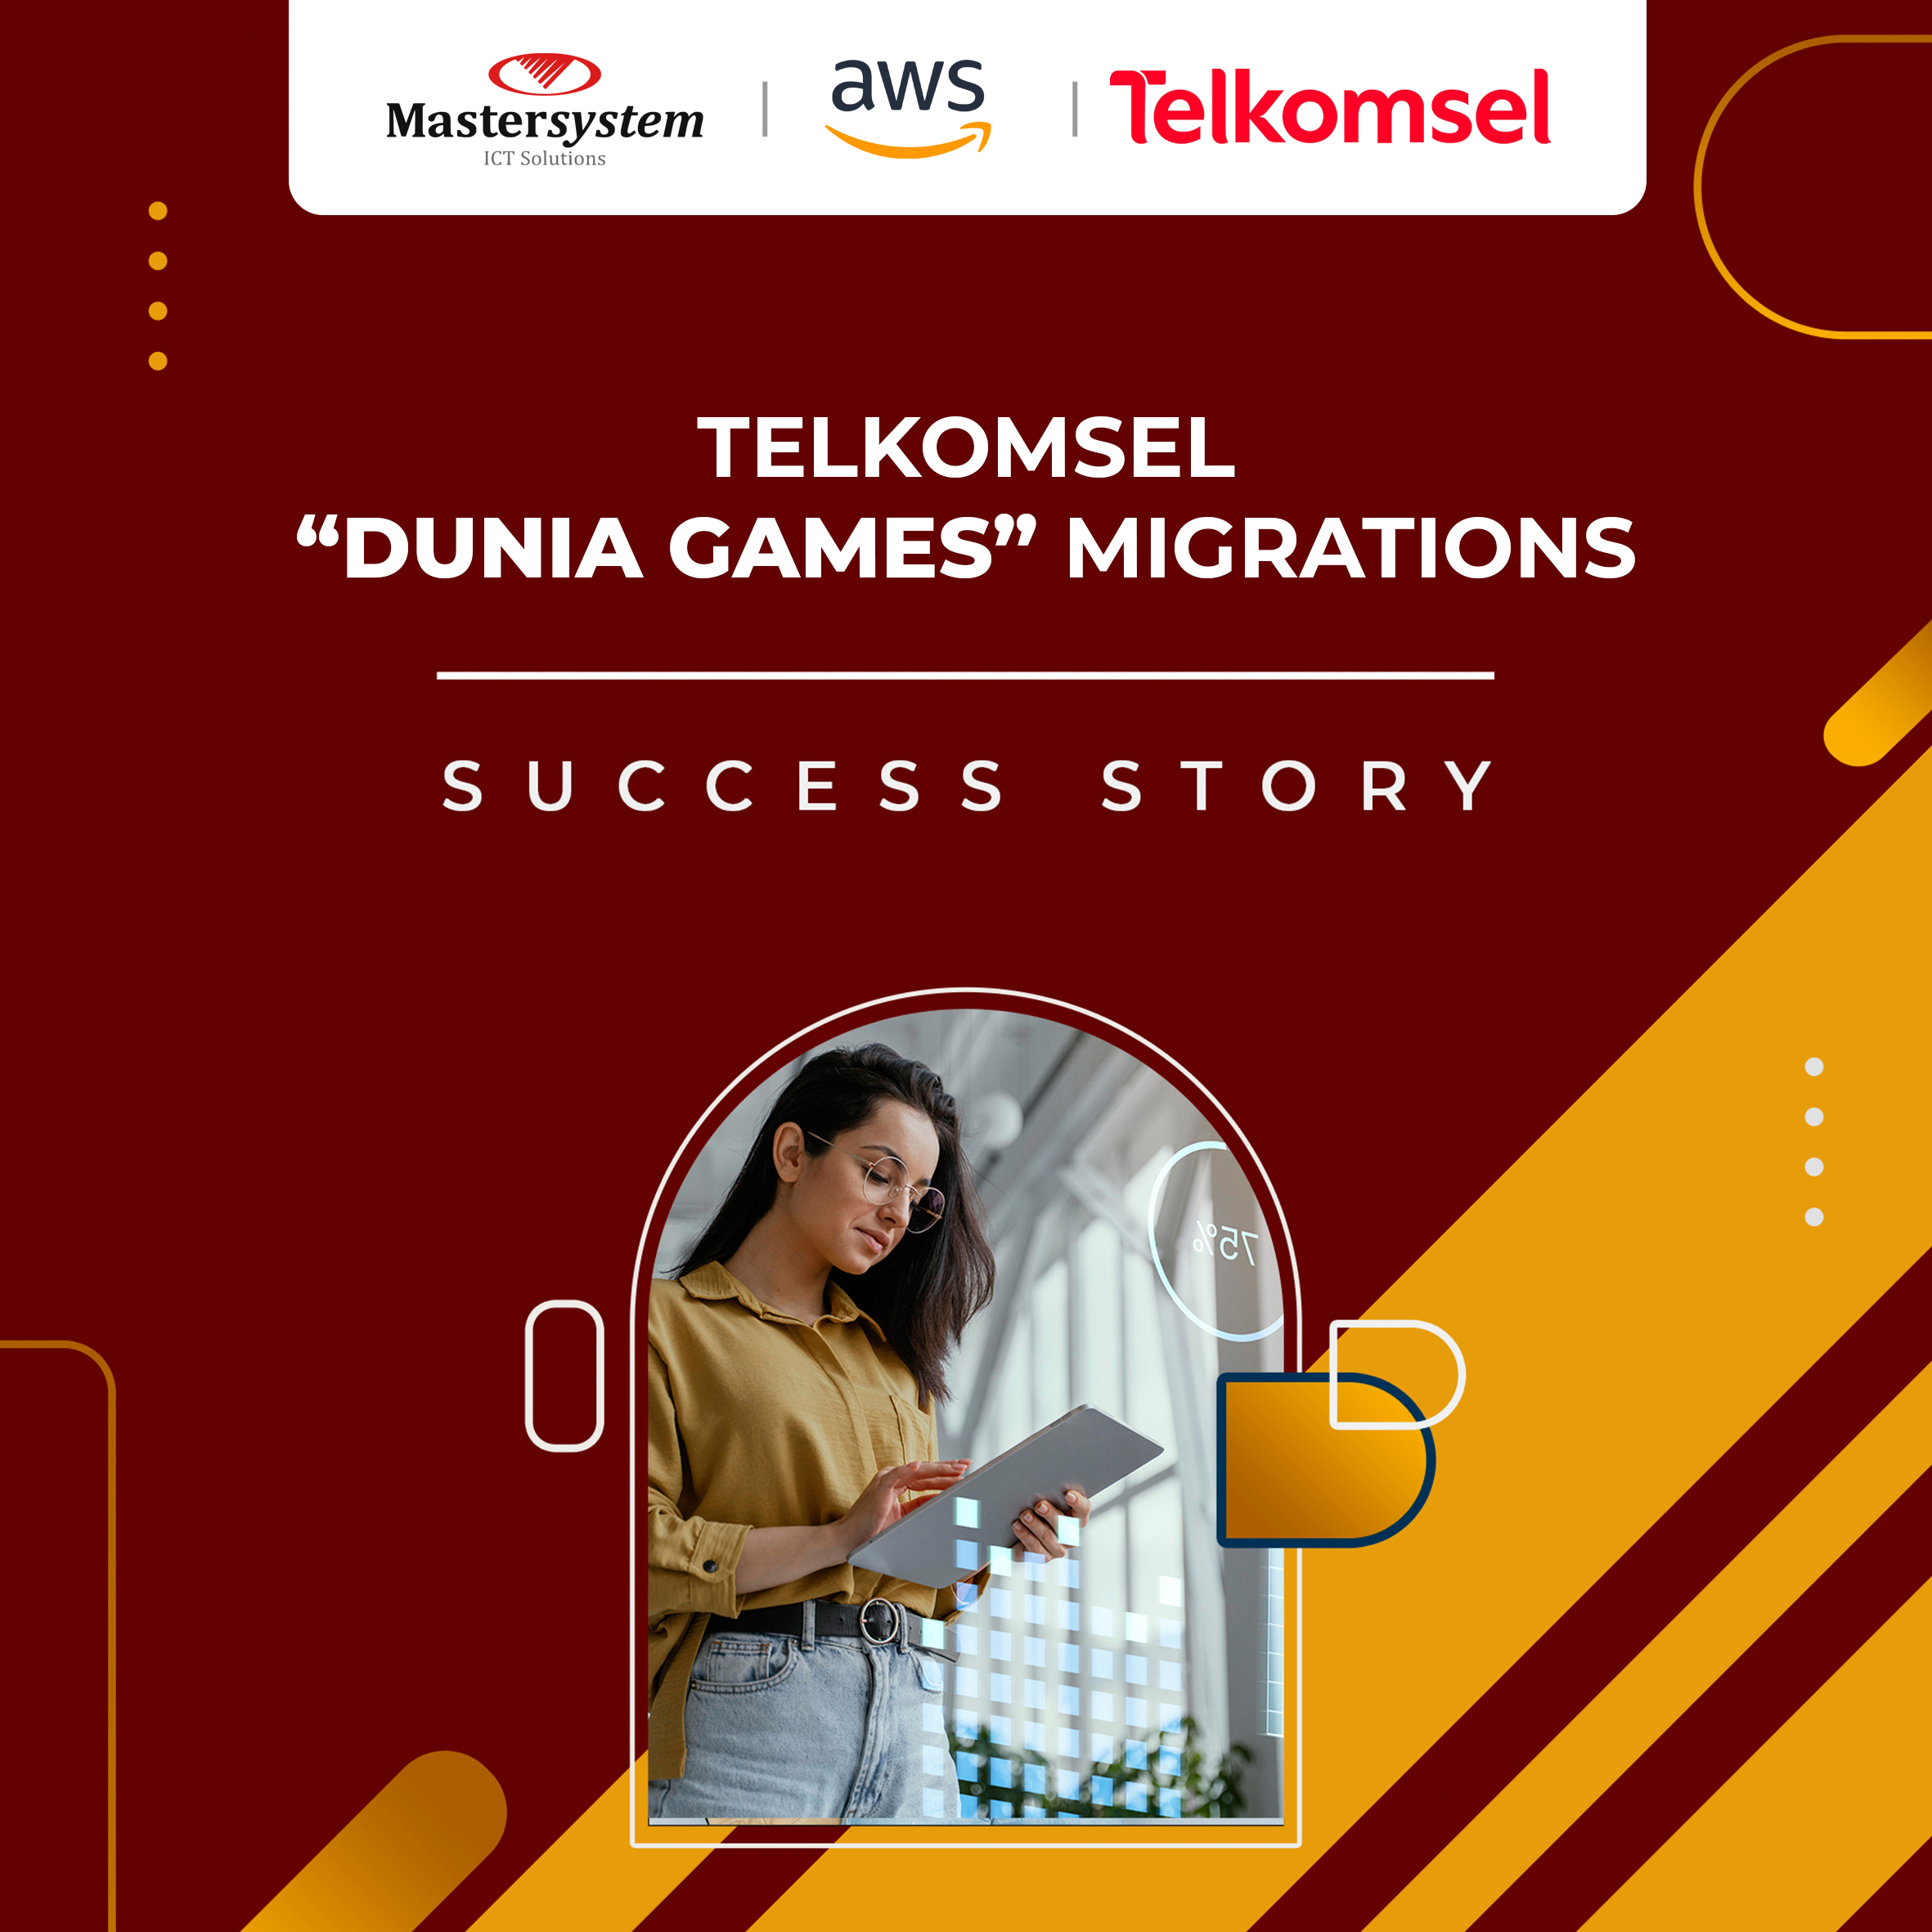 Mastersystem
ICT Solutions
aws
Telkomsel
TELKOMSEL
“DUNIA GAMES” MIGRATIONS
SUCCESS STORY
75%